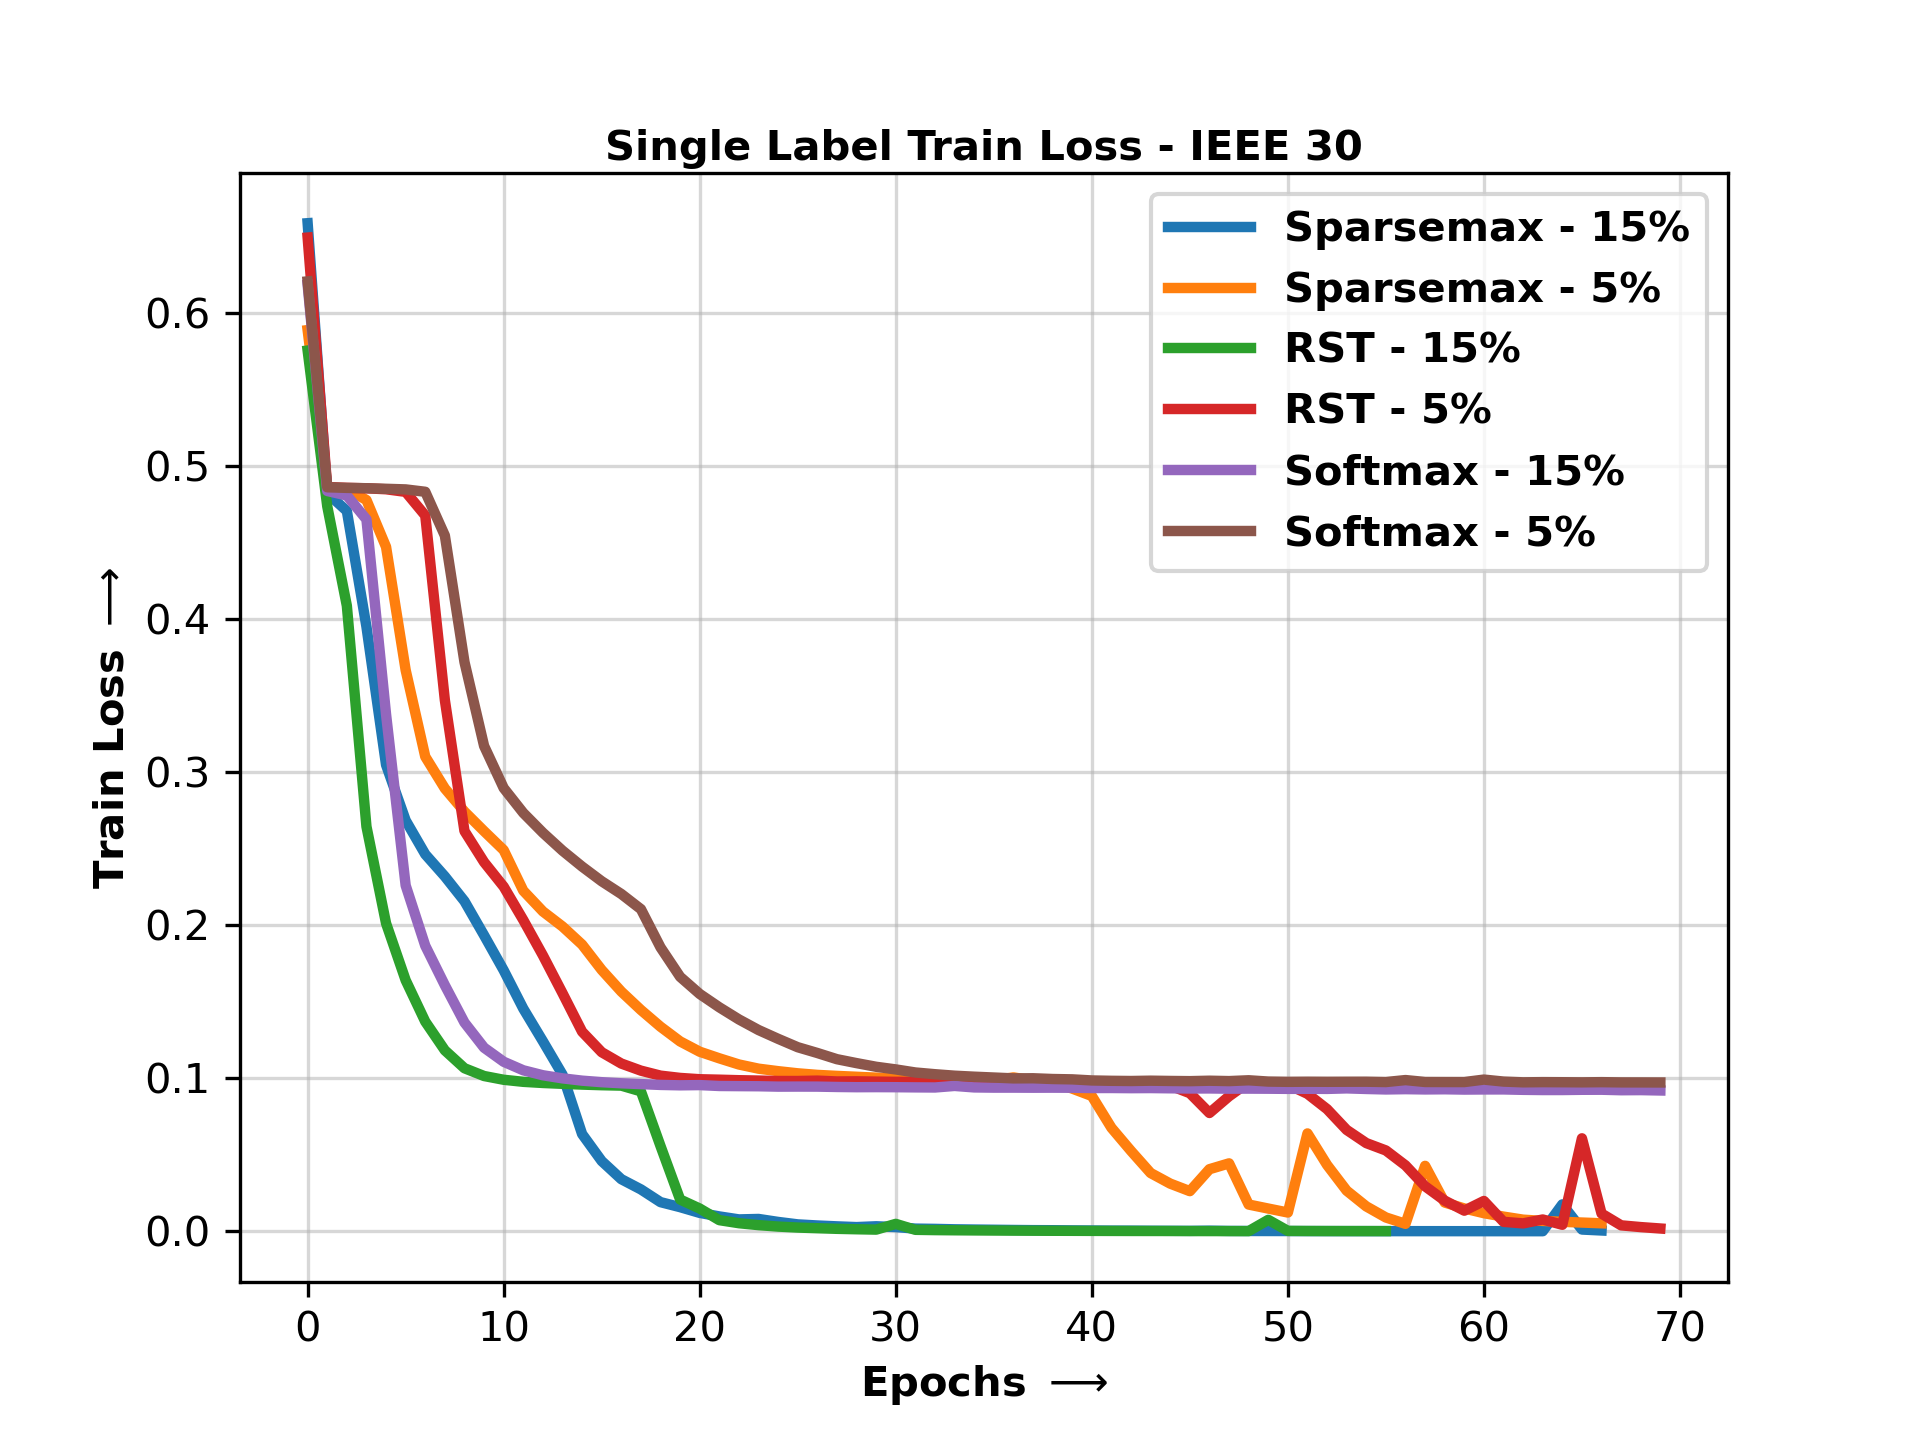 Single Label Train Loss - IEEE 30
Sparsemax - 15%
Sparsemax - 5%
RST - 15%
RST - 5%
Softmax - 15%
Softmax - 5%
Train Loss ⟶
0.6
0.5
0.4
0.3
0.2
0.1
0.0
0 10 20 30 40 50 60 70
Epochs ⟶